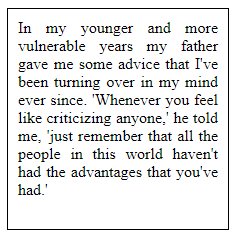 In my younger and more
vulnerable years my father
gave me some advice that I've
been turning over in my mind
ever since. 'Whenever you feel
like criticizing anyone,' he told
me, 'just remember that all the
people in this world haven't
had the advantages that you've
had.'